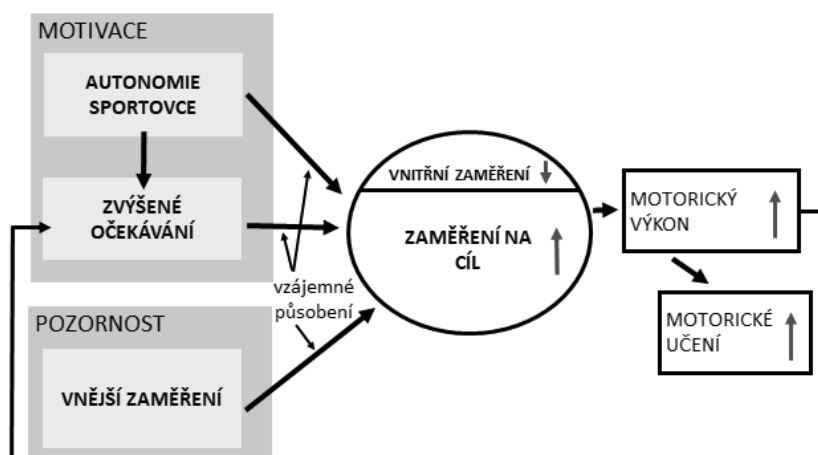 MOTIVACE
AUTONOMIE
SPORTOVCE
ZVÝŠENÉ
OČEKÁVÁNÍ
vzájemné
působení
POZORNOST
VNĚJŠÍ ZAMĚŘENÍ
VNITŘNÍ ZAMĚŘENÍ
ZAMĚŘENÍ NA
CÍL
MOTORICKÝ
VÝKON
MOTORICKÉ
UČENÍ